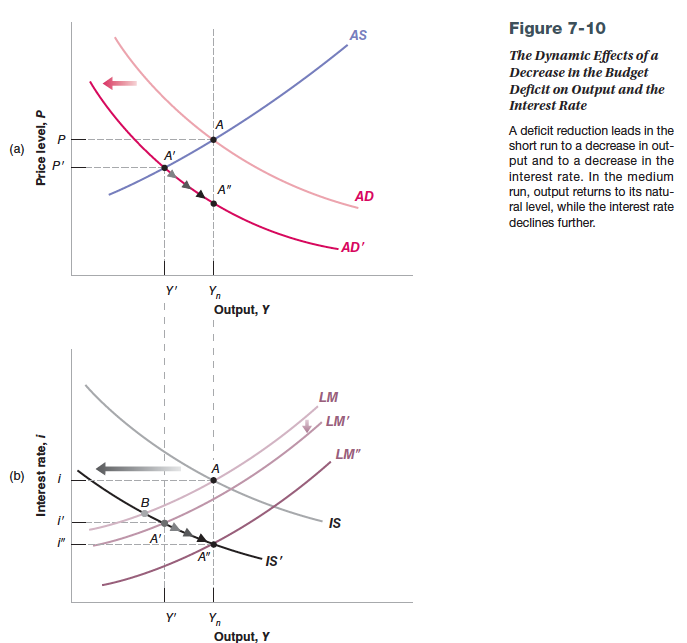 Figure 7-10
The Dynamic Effects of a
Decrease in the Budget
Deficit on Output and the
Interest Rate
A deficit reduction leads in the
short run to a decrease in out-
put and to a decrease in the
interest rate. In the medium
run, output returns to its natu-
ral level, while the interest rate
declines further.
(a)
Price level, P
AS
P
A
P'
A'
A"
AD
AD'
Y'
Yn
Output, Y
(b)
Interest rate, i
LM
LM'
LM"
i
A
B
i'
IS
A'
i"
A"
IS'
Y'
Yn
Output, Y